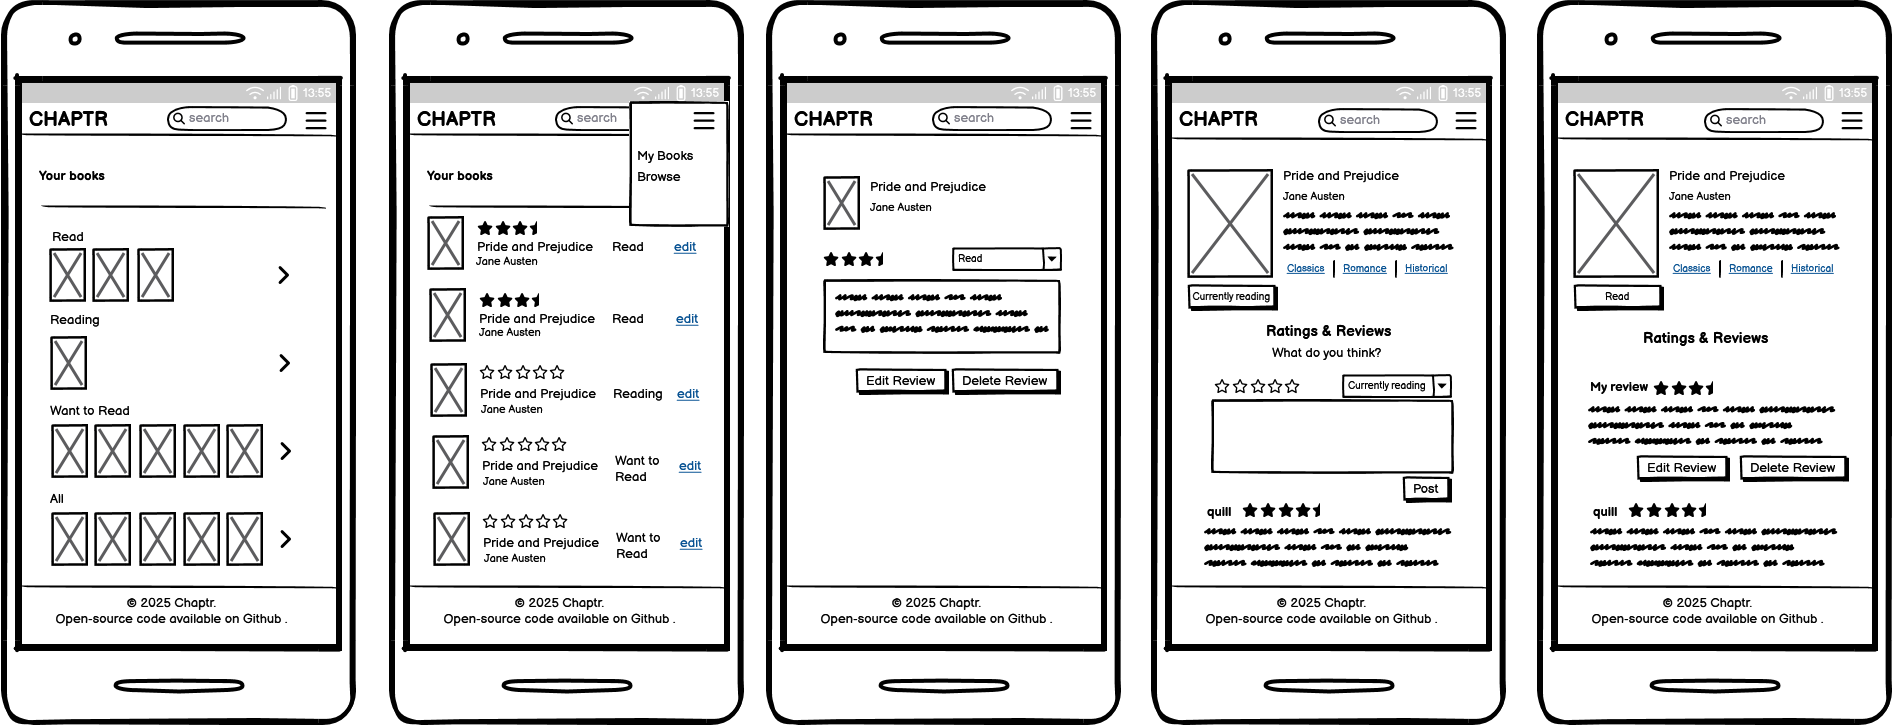 13:55
CHAPTR
search
Your books
Read
Reading
Want to Read
All
© 2025 Chaptr.
Open-source code available on Github .
13:55
CHAPTR
search
My Books
Browse
Your books
Pride and Prejudice Read edit
Jane Austen
Pride and Prejudice Read edit
Jane Austen
Pride and Prejudice Reading edit
Jane Austen
Pride and Prejudice Want to Read edit
Jane Austen
Pride and Prejudice Want to Read edit
Jane Austen
© 2025 Chaptr.
Open-source code available on Github .
13:55
CHAPTR
search
Pride and Prejudice
Jane Austen
Read
Edit Review Delete Review
© 2025 Chaptr.
Open-source code available on Github .
13:55
CHAPTR
search
Pride and Prejudice
Jane Austen
Classics Romance Historical
Currently reading
Ratings & Reviews
What do you think?
Currently reading
Post
quill
© 2025 Chaptr.
Open-source code available on Github .
13:55
CHAPTR
search
Pride and Prejudice
Jane Austen
Classics Romance Historical
Read
Ratings & Reviews
My review
Edit Review Delete Review
quill
© 2025 Chaptr.
Open-source code available on Github .